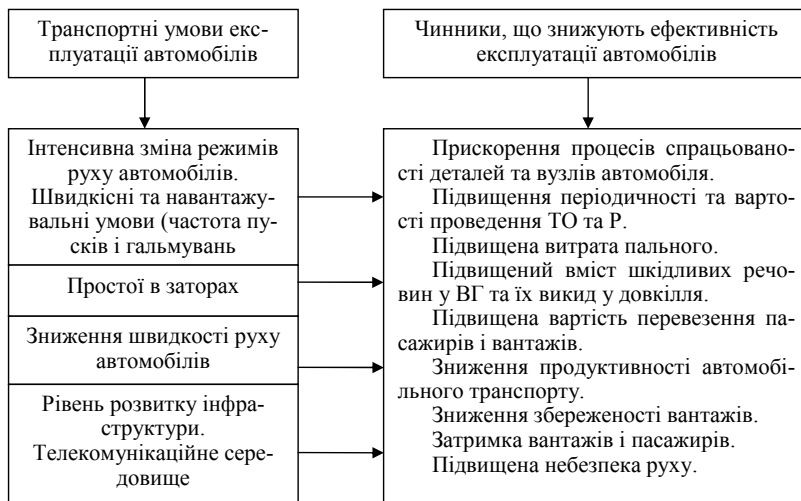 Транспортні умови екс-
плуатації автомобілів
Чинники, що знижують ефективність
експлуатації автомобілів
Інтенсивна зміна режимів
руху автомобілів.
Швидкісні та навантажу-
вальні умови (частота пу-
сків і гальмувань
Простої в заторах
Зниження швидкості руху
автомобілів
Рівень розвитку інфра-
структури.
Телекомунікаційне сере-
довище
Прискорення процесів спрацьовано-
сті деталей та вузлів автомобіля.
Підвищення періодичності та варто-
сті проведення ТО та Р.
Підвищена витрата пального.
Підвищений вміст шкідливих речо-
вин у ВГ та їх викид у довкілля.
Підвищена вартість перевезення па-
сажирів і вантажів.
Зниження продуктивності автомобі-
льного транспорту.
Зниження збереженості вантажів.
Затримка вантажів і пасажирів.
Підвищена небезпека руху.